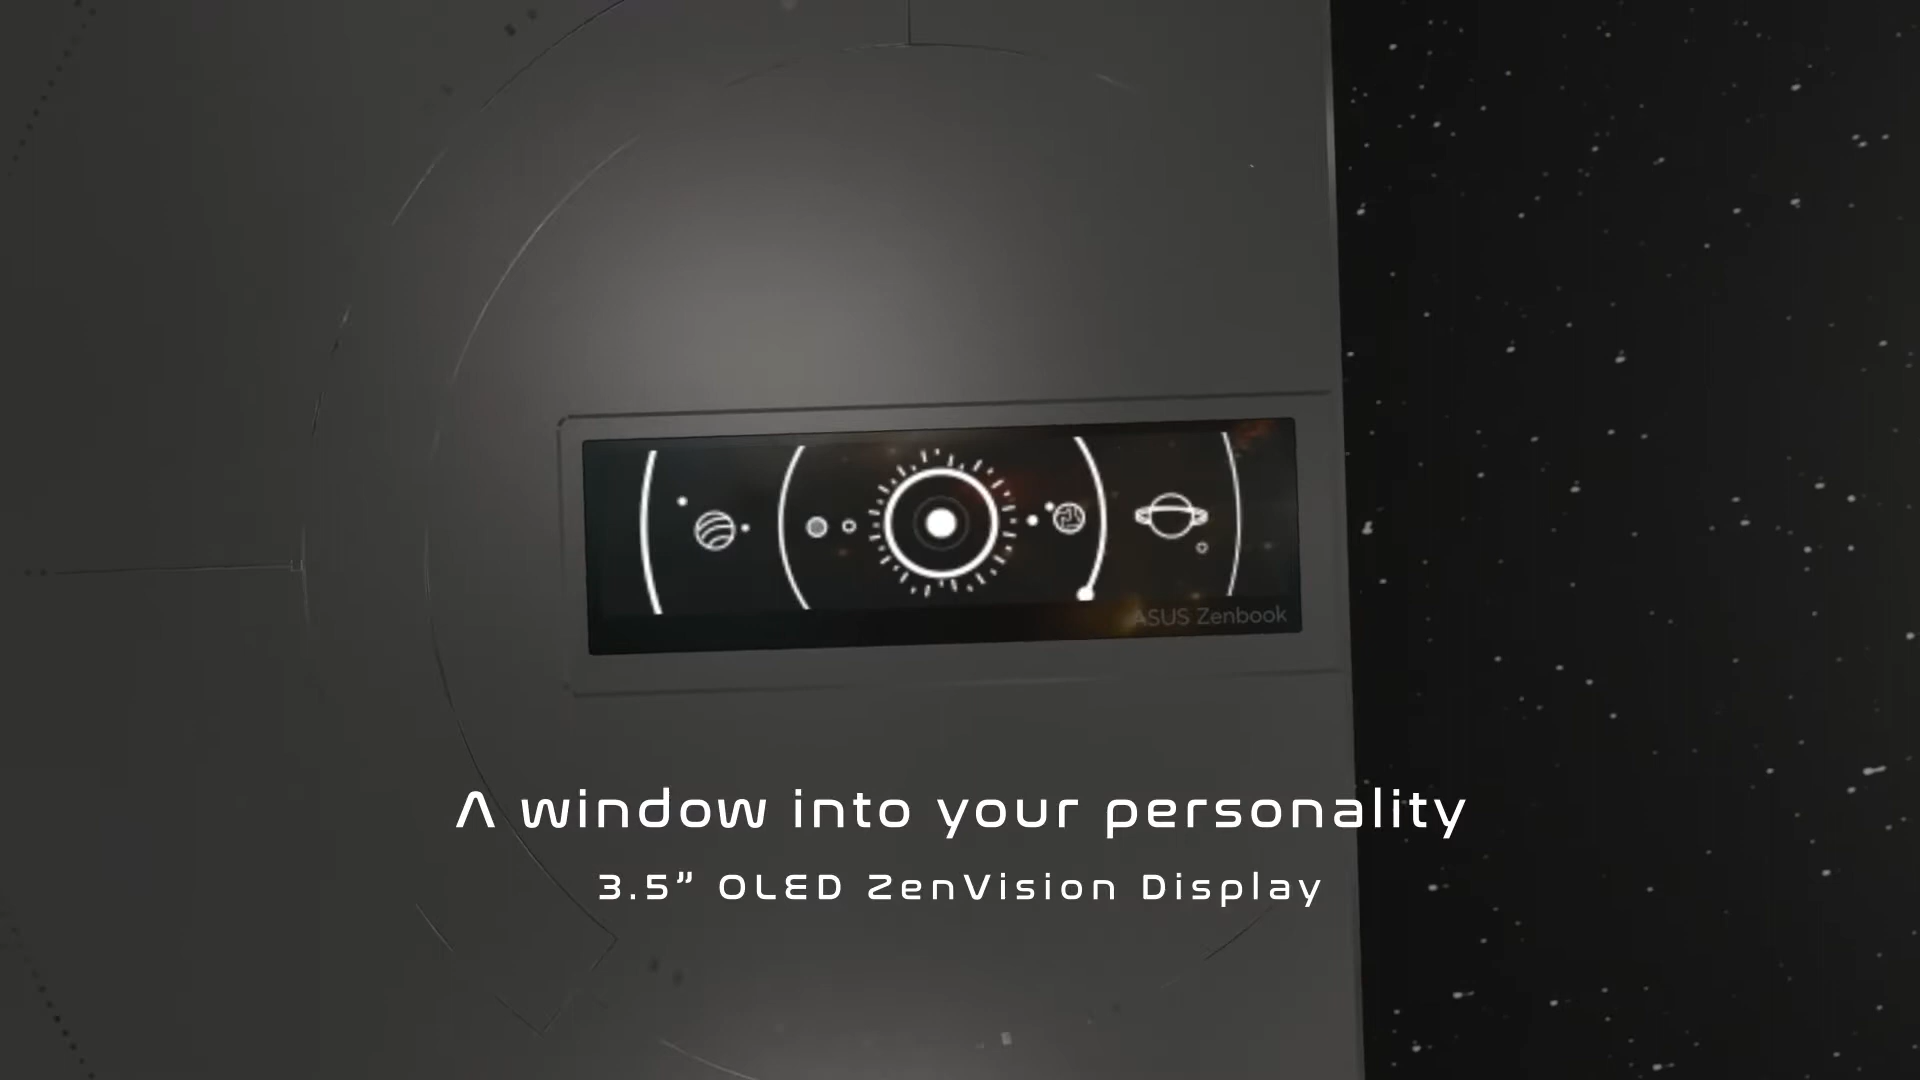 ASUS Zenbook
A window into your personality
3.5” OLED ZenVision Display